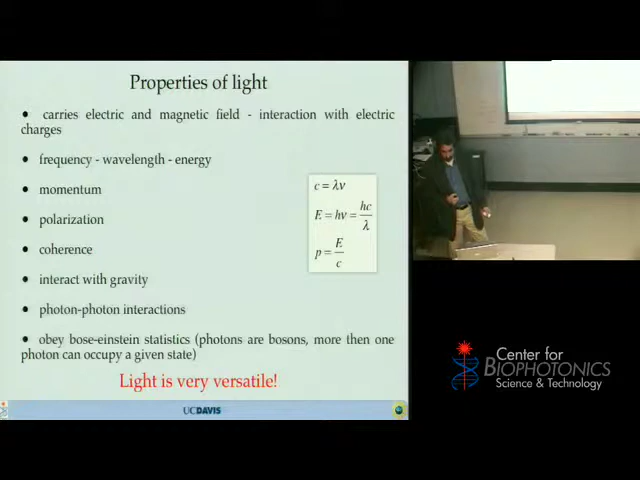 Properties of light
• carries electric and magnetic field - interaction with electric
charges
• frequency - wavelength - energy
• momentum
• polarization
• coherence
• interact with gravity
• photon-photon interactions
• obey bose-einstein statistics (photons are bosons, more then one
photon can occupy a given state)
Light is very versatile!
c = λν
E = hν = hc/λ
p = E/c
UCDAVIS
Center for
BIOPHOTONICS
Science & Technology